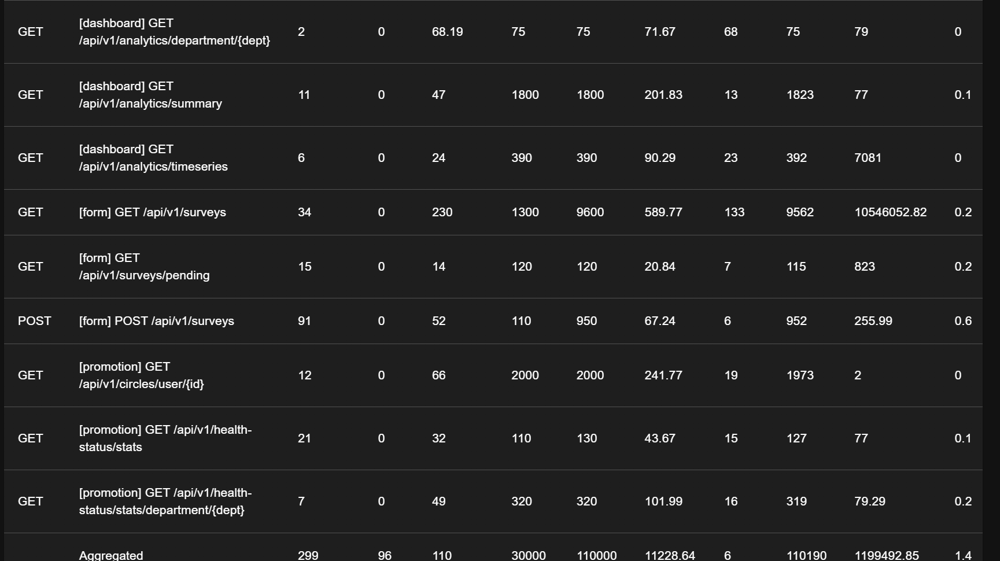 GET [dashboard] GET /api/v1/analytics/department/{dept} 2 0 68.19 75 75 71.67 68 75 79 0
GET [dashboard] GET /api/v1/analytics/summary 11 0 47 1800 1800 201.83 13 1823 77 0.1
GET [dashboard] GET /api/v1/analytics/timeseries 6 0 24 390 390 90.29 23 392 7081 0
GET [form] GET /api/v1/surveys 34 0 230 1300 9600 589.77 133 9562 10546052.82 0.2
GET [form] GET /api/v1/surveys/pending 15 0 14 120 120 20.84 7 115 823 0.2
POST [form] POST /api/v1/surveys 91 0 52 110 950 67.24 6 952 255.99 0.6
GET [promotion] GET /api/v1/circles/user/{id} 12 0 66 2000 2000 241.77 19 1973 2 0
GET [promotion] GET /api/v1/health-status/stats 21 0 32 110 130 43.67 15 127 77 0.1
GET [promotion] GET /api/v1/health-status/stats/department/{dept} 7 0 49 320 320 101.99 16 319 79.29 0.2
Aggregated 299 96 110 30000 110000 11228.64 6 110190 1199492.85 1.4